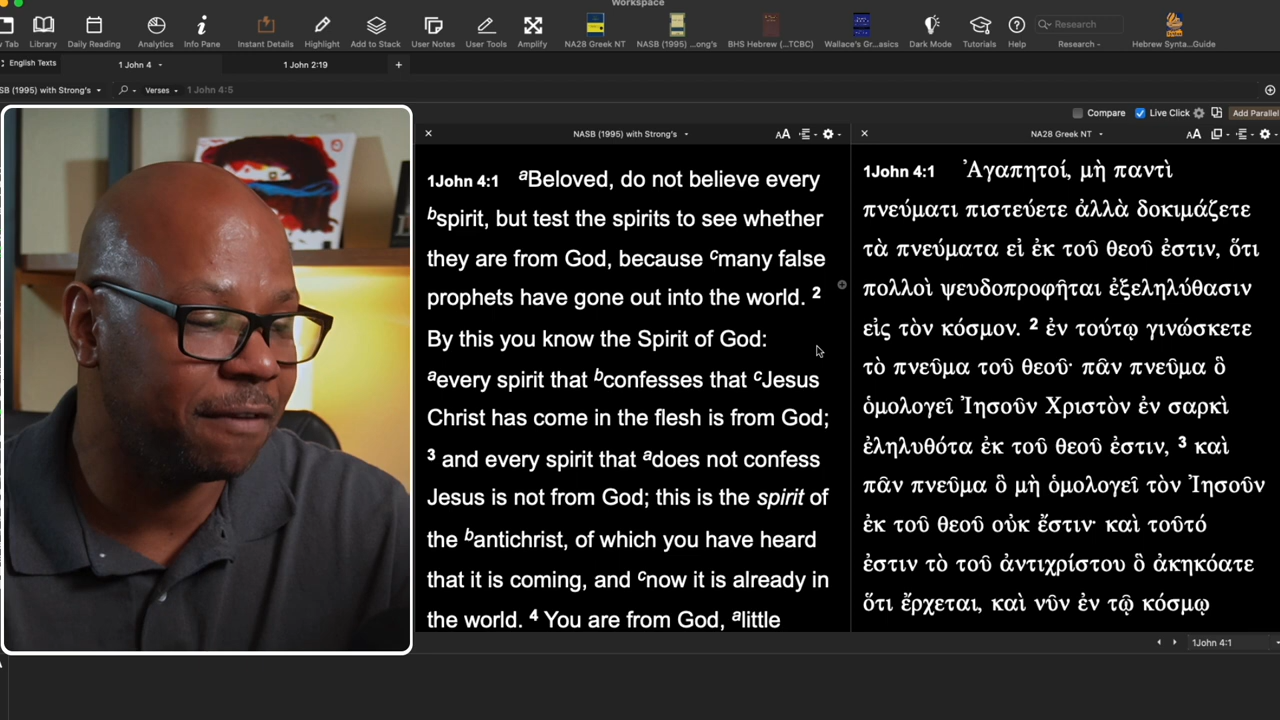 Workspace
w Tab Library Daily Reading Analytics Info Pane Instant Details Highlight Add to Stack User Notes User Tools Amplify NA28 Greek NT NASB (1995) ...ong's BHS Hebrew (...TCBC) Wallace's Gr...asics Dark Mode Tutorials Help Research - Hebrew Synta...Guide
Research
English Texts 1 John 4 1 John 2:19 +
SB (1995) with Strong's Verses 1 John 4:5
Compare Live Click Add Parallel
NASB (1995) with Strong's
1John 4:1 aBeloved, do not believe every
bspirit, but test the spirits to see whether
they are from God, because cmany false
prophets have gone out into the world. 2
By this you know the Spirit of God:
aevery spirit that bconfesses that cJesus
Christ has come in the flesh is from God;
3 and every spirit that adoes not confess
Jesus is not from God; this is the spirit of
the bantichrist, of which you have heard
that it is coming, and cnow it is already in
the world. 4 You are from God, alittle
NA28 Greek NT
1John 4:1 Ἀγαπητοί, μὴ παντὶ
πνεύματι πιστεύετε ἀλλὰ δοκιμάζετε
τὰ πνεύματα εἰ ἐκ τοῦ θεοῦ ἐστιν, ὅτι
πολλοὶ ψευδοπροφῆται ἐξεληλύθασιν
εἰς τὸν κόσμον. 2 ἐν τούτῳ γινώσκετε
τὸ πνεῦμα τοῦ θεοῦ· πᾶν πνεῦμα ὃ
ὁμολογεῖ Ἰησοῦν Χριστὸν ἐν σαρκὶ
ἐληλυθότα ἐκ τοῦ θεοῦ ἐστιν, 3 καὶ
πᾶν πνεῦμα ὃ μὴ ὁμολογεῖ τὸν Ἰησοῦν
ἐκ τοῦ θεοῦ οὐκ ἔστιν· καὶ τοῦτό
ἐστιν τὸ τοῦ ἀντιχρίστου ὃ ἀκηκόατε
ὅτι ἔρχεται, καὶ νῦν ἐν τῷ κόσμῳ
1John 4:1